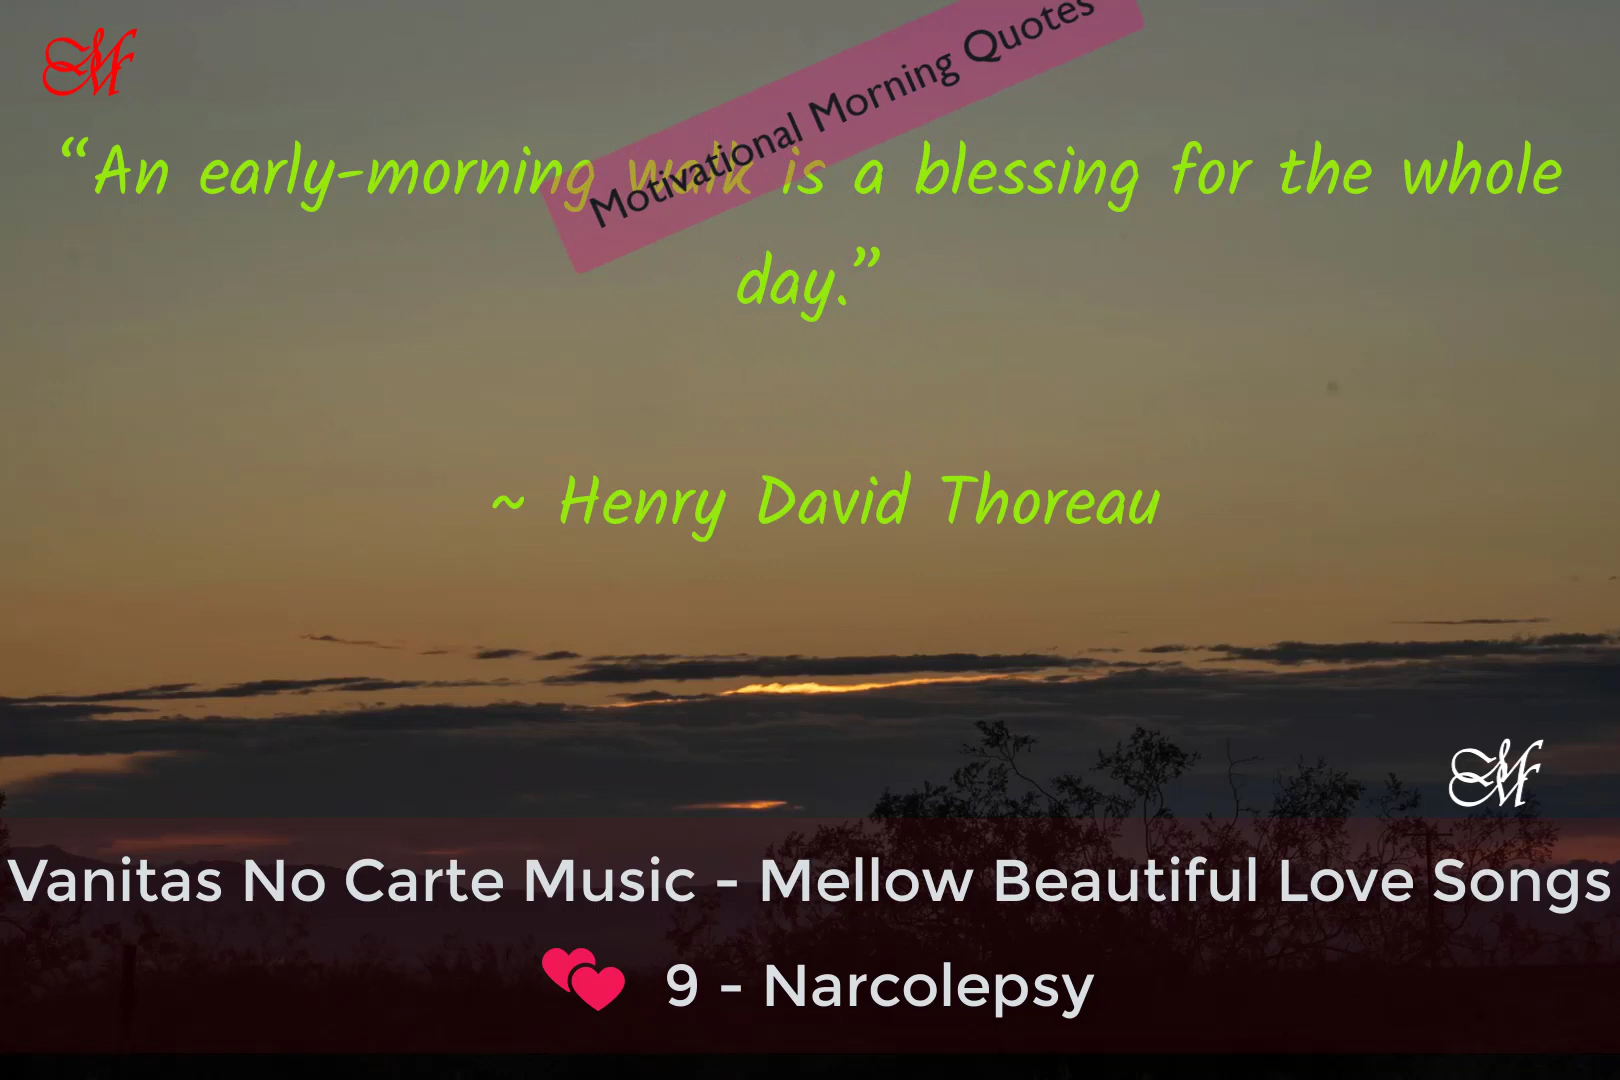 Motivational Morning Quotes
“An early-morning walk is a blessing for the whole
day.”
~ Henry David Thoreau
Vanitas No Carte Music - Mellow Beautiful Love Songs
9 - Narcolepsy